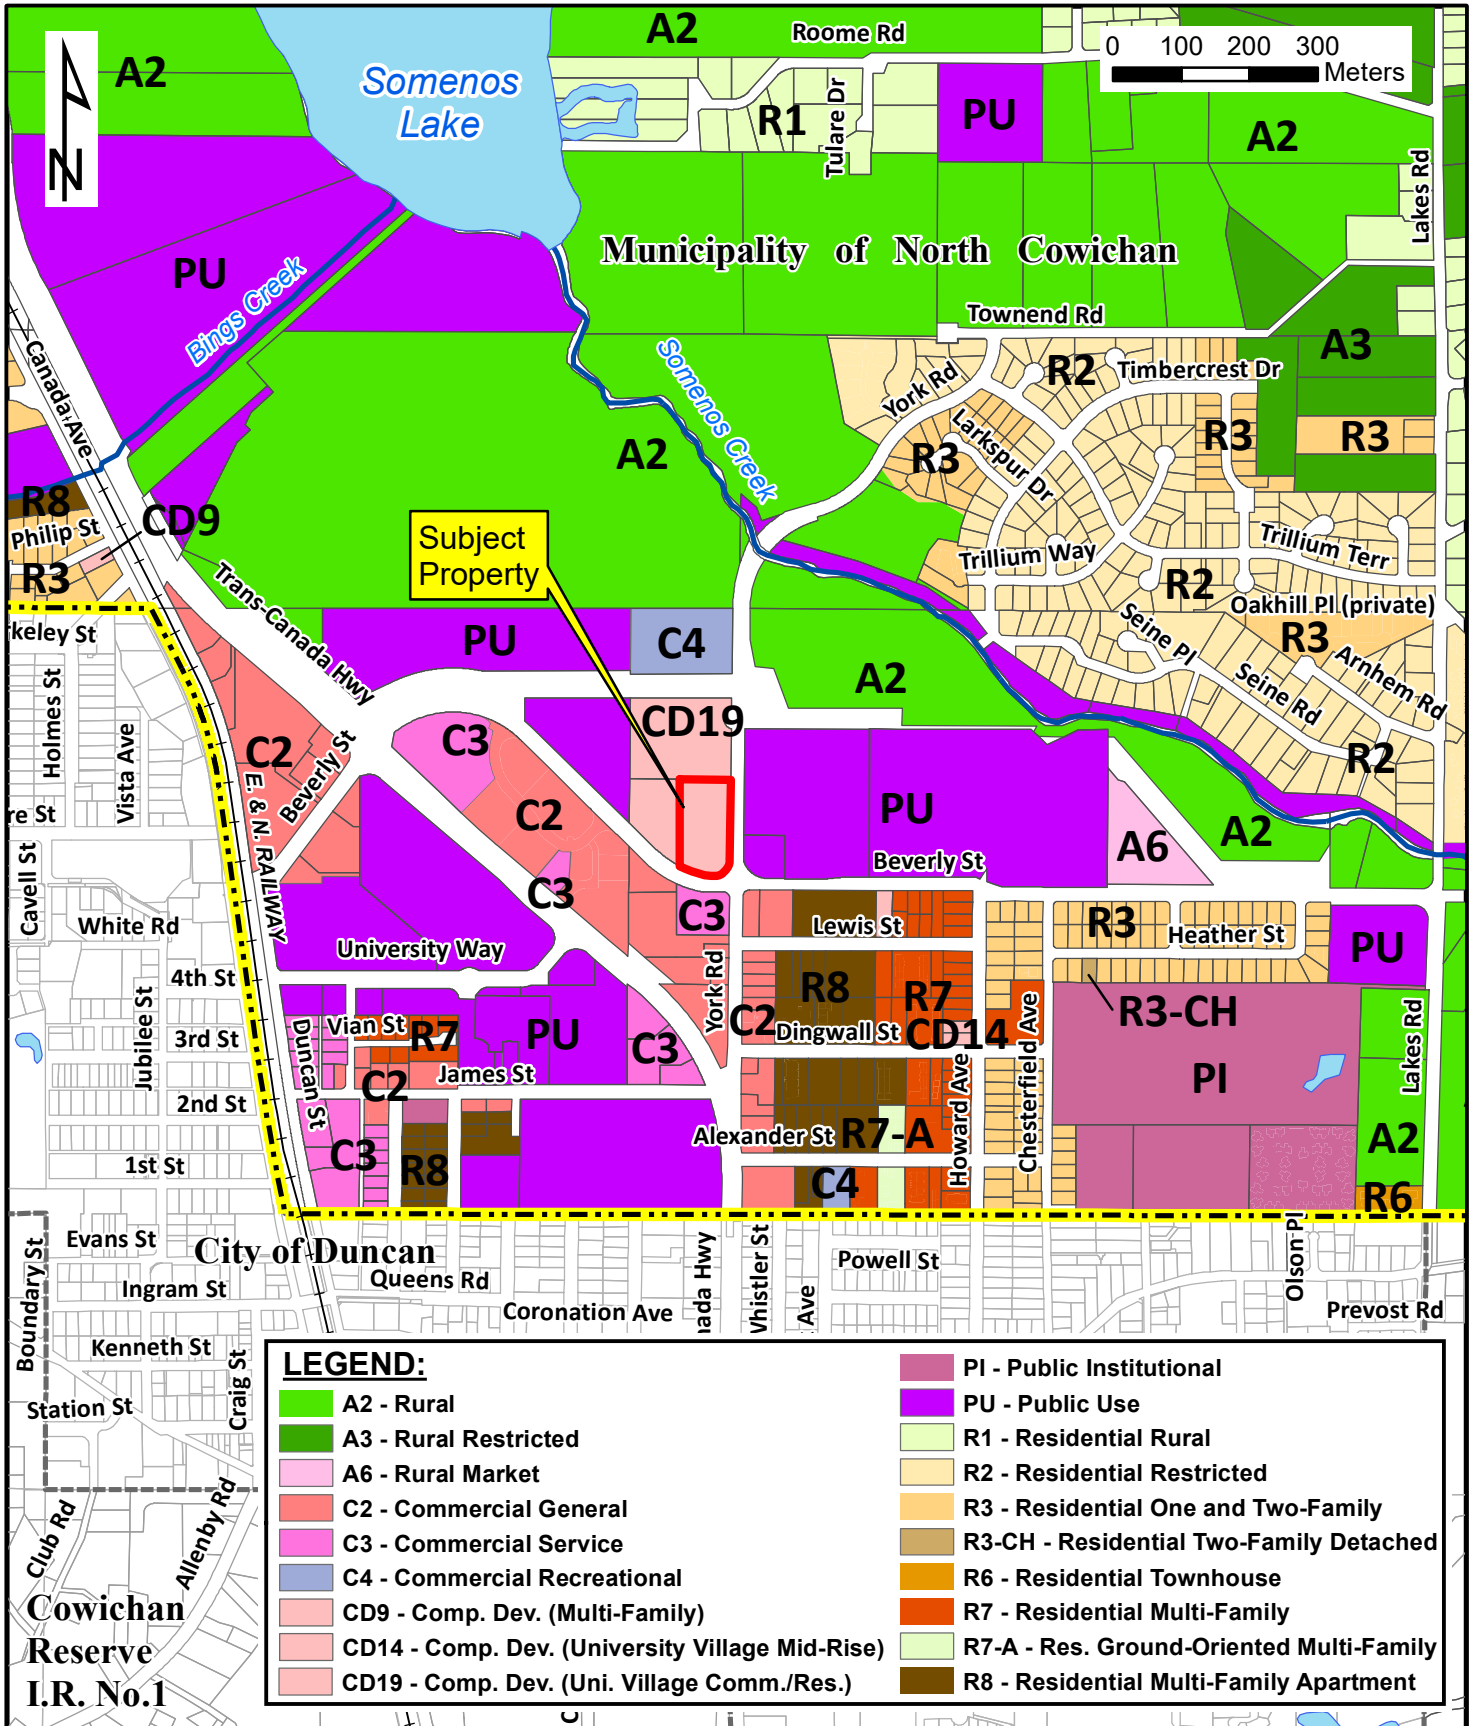 A2
Roome Rd
0 100 200 300
Meters
A2
Somenos
Lake
R1
Tulare Dr
PU
A2
N
Lakes Rd
Municipality of North Cowichan
PU
Bings Creek
Townend Rd
A3
Canada Ave
Somenos Creek
York Rd
R2
Timbercrest Dr
Larkspur Dr
R3
R3
R3
A2
R8
CD9
Philip St
R3
Subject
Property
Trillium Way
Trillium Terr
R2
Oakhill Pl (private)
Trans-Canada Hwy
keley St
PU
C4
Seine Pl
R3
Arnhem Rd
A2
Seine Rd
Holmes St
Vista Ave
C2
Beverly St
C3
CD19
R2
E. & N. RAILWAY
re St
C2
PU
A6
A2
Cavell St
C3
Beverly St
White Rd
C3
Lewis St
R3
Heather St
PU
University Way
4th St
York Rd
R8
R7
R3-CH
Jubilee St
Duncan St
Vian St
R7
PU
C3
C2
Dingwall St
CD14
Chesterfield Ave
Lakes Rd
3rd St
C2
James St
Howard Ave
PI
2nd St
Alexander St
R7-A
A2
1st St
C3
R8
C4
R6
Evans St
City of Duncan
Boundary St
Queens Rd
nada Hwy
Whistler St
Ave
Powell St
Olson Pl
Ingram St
Coronation Ave
Prevost Rd
Kenneth St
Craig St
Station St
Club Rd
Allenby Rd
Cowichan
Reserve
I.R. No.1
LEGEND:
A2 - Rural
A3 - Rural Restricted
A6 - Rural Market
C2 - Commercial General
C3 - Commercial Service
C4 - Commercial Recreational
CD9 - Comp. Dev. (Multi-Family)
CD14 - Comp. Dev. (University Village Mid-Rise)
CD19 - Comp. Dev. (Uni. Village Comm./Res.)
PI - Public Institutional
PU - Public Use
R1 - Residential Rural
R2 - Residential Restricted
R3 - Residential One and Two-Family
R3-CH - Residential Two-Family Detached
R6 - Residential Townhouse
R7 - Residential Multi-Family
R7-A - Res. Ground-Oriented Multi-Family
R8 - Residential Multi-Family Apartment